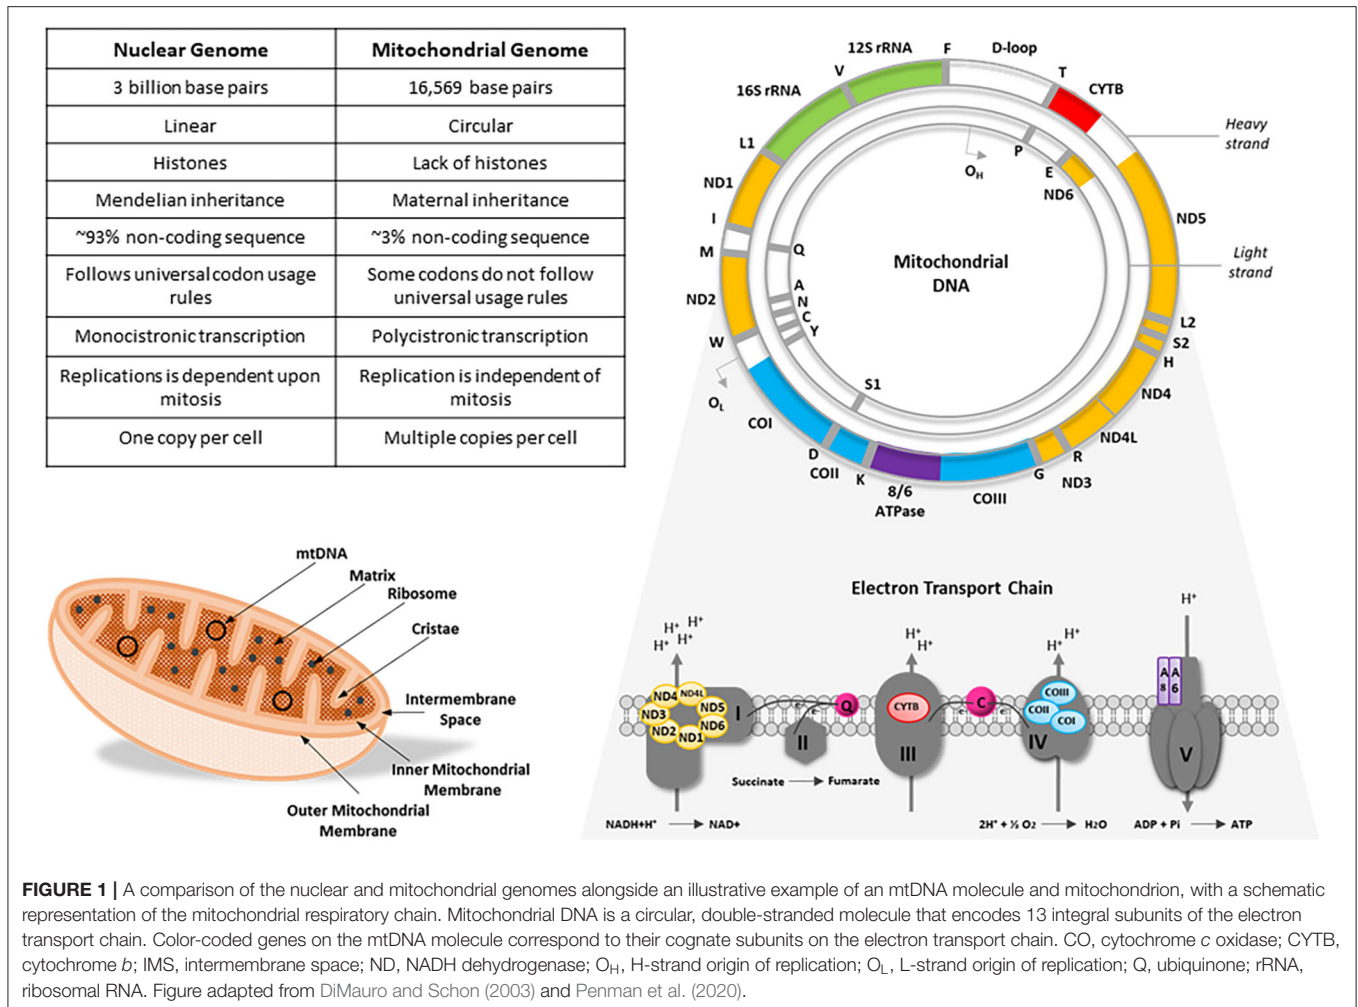 Nuclear Genome Mitochondrial Genome
3 billion base pairs 16,569 base pairs
Linear Circular
Histones Lack of histones
Mendelian inheritance Maternal inheritance
~93% non-coding sequence ~3% non-coding sequence
Follows universal codon usage Some codons do not follow
rules universal usage rules
Monocistronic transcription Polycistronic transcription
Replications is dependent upon Replication is independent of
mitosis mitosis
One copy per cell Multiple copies per cell
12S rRNA
F
D-loop
T
CYTB
V
16S rRNA
L1
ND1
I
M
ND2
W
OL
COI
D
COII
K
8/6
ATPase
COIII
G
ND3
R
ND4L
ND4
H
S2
L2
ND5
Heavy
strand
Light
strand
OH
P
E
ND6
Q
A
N
C
Y
S1
Mitochondrial
DNA
mtDNA
Matrix
Ribosome
Cristae
Intermembrane
Space
Inner Mitochondrial
Membrane
Outer Mitochondrial
Membrane
Electron Transport Chain
H⁺ H⁺ H⁺ H⁺
H⁺ H⁺
H⁺ H⁺
H⁺
ND4
ND4L
ND3
ND5
ND2
ND6
ND1
I
e⁻ e⁻
Q
II
CYTB
III
e⁻ C e⁻
COIII
COII
COI
IV
A8
A6
V
Succinate Fumarate
NADH+H⁺ NAD+
2H⁺ + ½ O2 H2O
ADP + Pi ATP
FIGURE 1 | A comparison of the nuclear and mitochondrial genomes alongside an illustrative example of an mtDNA molecule and mitochondrion, with a schematic
representation of the mitochondrial respiratory chain. Mitochondrial DNA is a circular, double-stranded molecule that encodes 13 integral subunits of the electron
transport chain. Color-coded genes on the mtDNA molecule correspond to their cognate subunits on the electron transport chain. CO, cytochrome c oxidase; CYTB,
cytochrome b; IMS, intermembrane space; ND, NADH dehydrogenase; OH, H-strand origin of replication; OL, L-strand origin of replication; Q, ubiquinone; rRNA,
ribosomal RNA. Figure adapted from DiMauro and Schon (2003) and Penman et al. (2020).